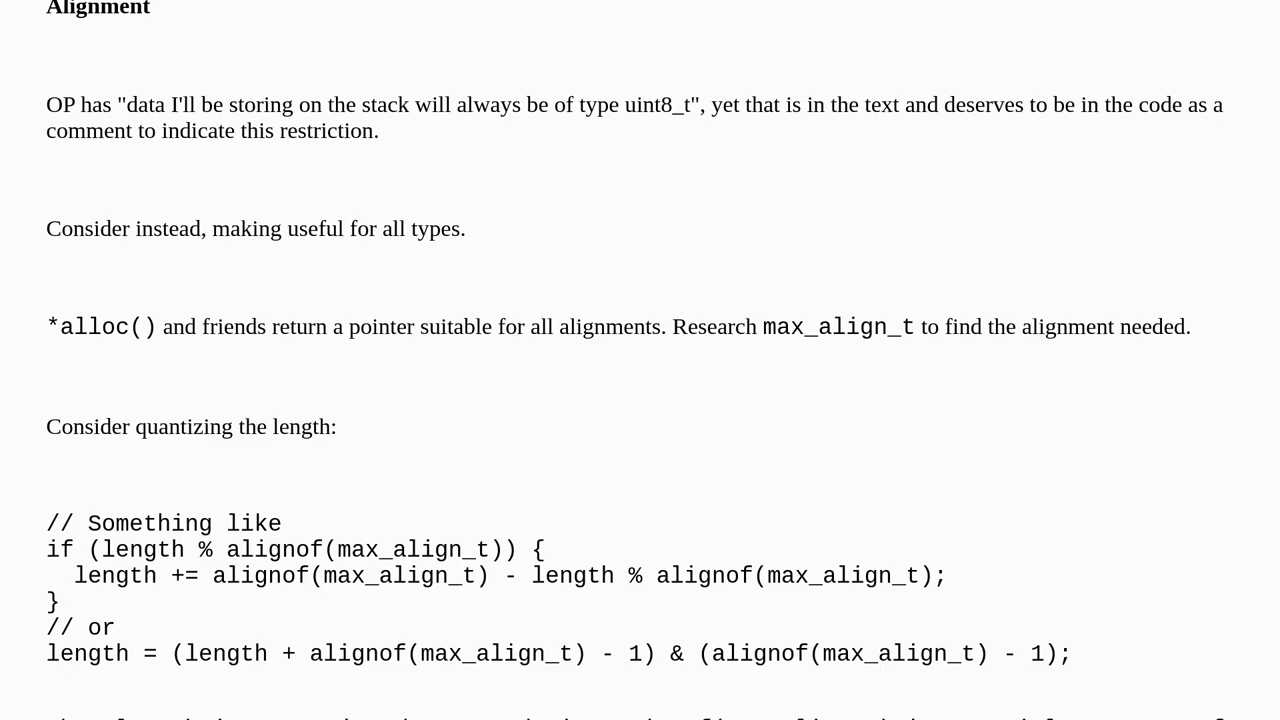 Alignment
OP has "data I'll be storing on the stack will always be of type uint8_t", yet that is in the text and deserves to be in the code as a
comment to indicate this restriction.
Consider instead, making useful for all types.
*alloc() and friends return a pointer suitable for all alignments. Research max_align_t to find the alignment needed.
Consider quantizing the length:
// Something like
if (length % alignof(max_align_t)) {
  length += alignof(max_align_t) - length % alignof(max_align_t);
}
// or
length = (length + alignof(max_align_t) - 1) & (alignof(max_align_t) - 1);